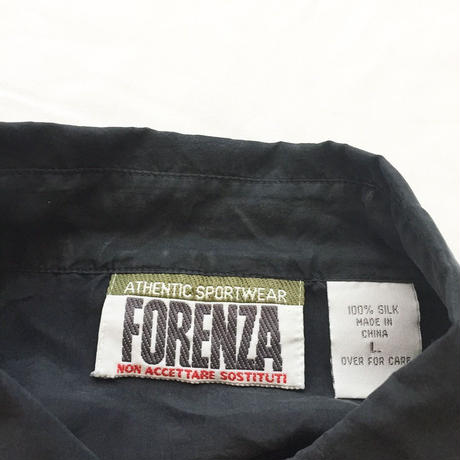 ATHENTIC SPORTWEAR
FORENZA
NON ACCETTARE SOSTITUTI
100% SILK
MADE IN
CHINA
L
OVER FOR CARE